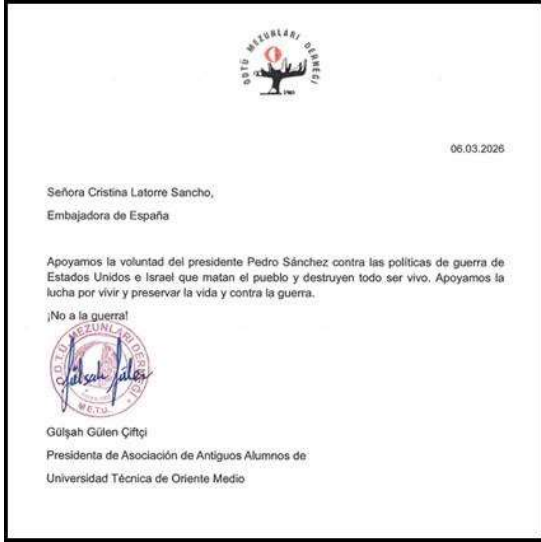 ODTÜ MEZUNLARI DERNEĞİ
06.03.2026
Señora Cristina Latorre Sancho,
Embajadora de España
Apoyamos la voluntad del presidente Pedro Sánchez contra las políticas de guerra de
Estados Unidos e Israel que matan el pueblo y destruyen todo ser vivo. Apoyamos la
lucha por vivir y preservar la vida y contra la guerra.
¡No a la guerra!
O.D.T.Ü. MEZUNLARI DERNEĞİ
M.E.T.U.
Gülşah Gülen Çiftçi
Presidenta de Asociación de Antiguos Alumnos de
Universidad Técnica de Oriente Medio